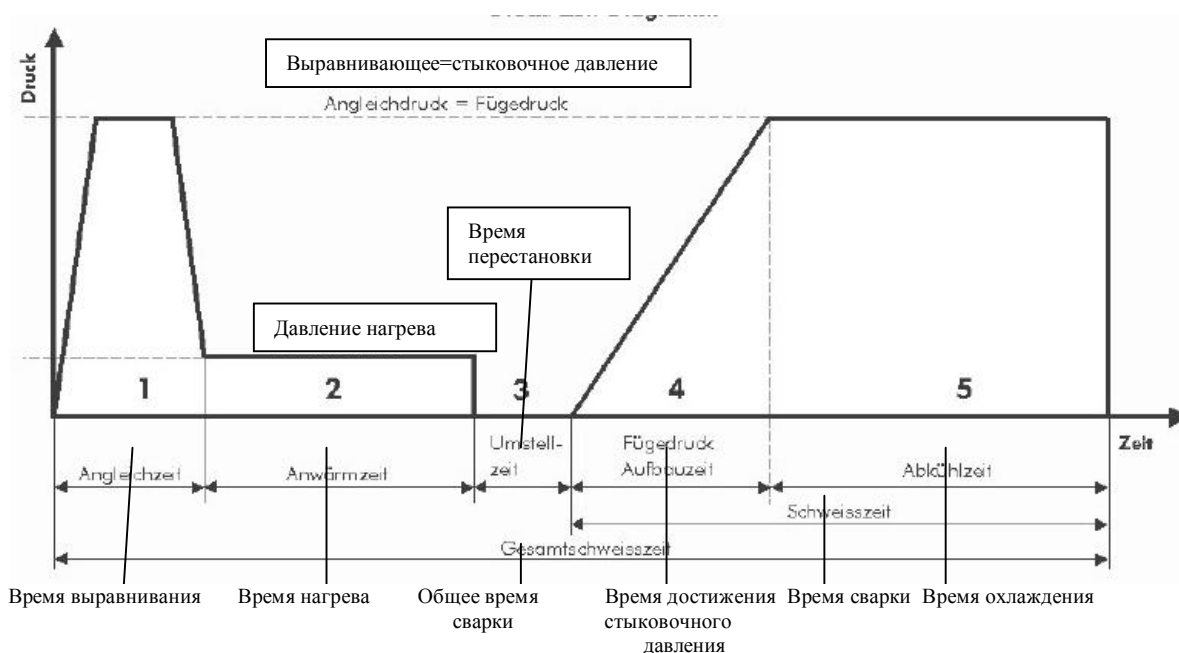 Druck
Выравнивающее=стыковочное давление
Angleichdruck = Fügedruck
Время
перестановки
Давление нагрева
1
2
3
4
5
Zeit
Umstell-
zeit
Fügedruck
Aufbauzeit
Angleichzeit
Anwärmzeit
Abkühlzeit
Schweisszeit
Gesamtschweisszeit
Время выравнивания
Время нагрева
Общее время
сварки
Время достижения
стыковочного
давления
Время сварки
Время охлаждения